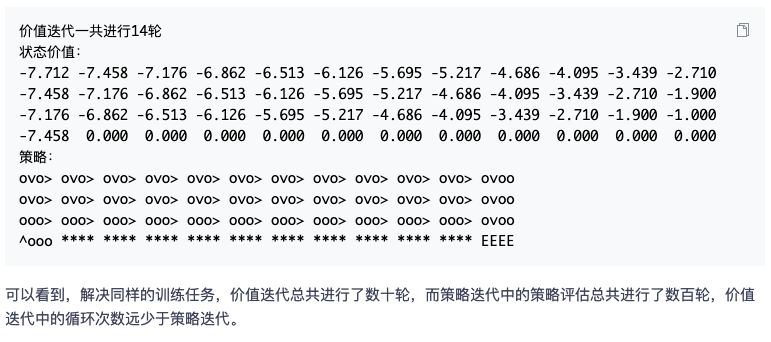 价值迭代一共进行14轮
状态价值:
-7.712 -7.458 -7.176 -6.862 -6.513 -6.126 -5.695 -5.217 -4.686 -4.095 -3.439 -2.710
-7.458 -7.176 -6.862 -6.513 -6.126 -5.695 -5.217 -4.686 -4.095 -3.439 -2.710 -1.900
-7.176 -6.862 -6.513 -6.126 -5.695 -5.217 -4.686 -4.095 -3.439 -2.710 -1.900 -1.000
-7.458 0.000 0.000 0.000 0.000 0.000 0.000 0.000 0.000 0.000 0.000 0.000
策略:
ovo> ovo> ovo> ovo> ovo> ovo> ovo> ovo> ovo> ovo> ovo> ovoo
ovo> ovo> ovo> ovo> ovo> ovo> ovo> ovo> ovo> ovo> ovo> ovoo
ooo> ooo> ooo> ooo> ooo> ooo> ooo> ooo> ooo> ooo> ooo> ovoo
^ooo **** **** **** **** **** **** **** **** **** **** EEEE
可以看到，解决同样的训练任务，价值迭代总共进行了数十轮，而策略迭代中的策略评估总共进行了数百轮，价值
迭代中的循环次数远少于策略迭代。